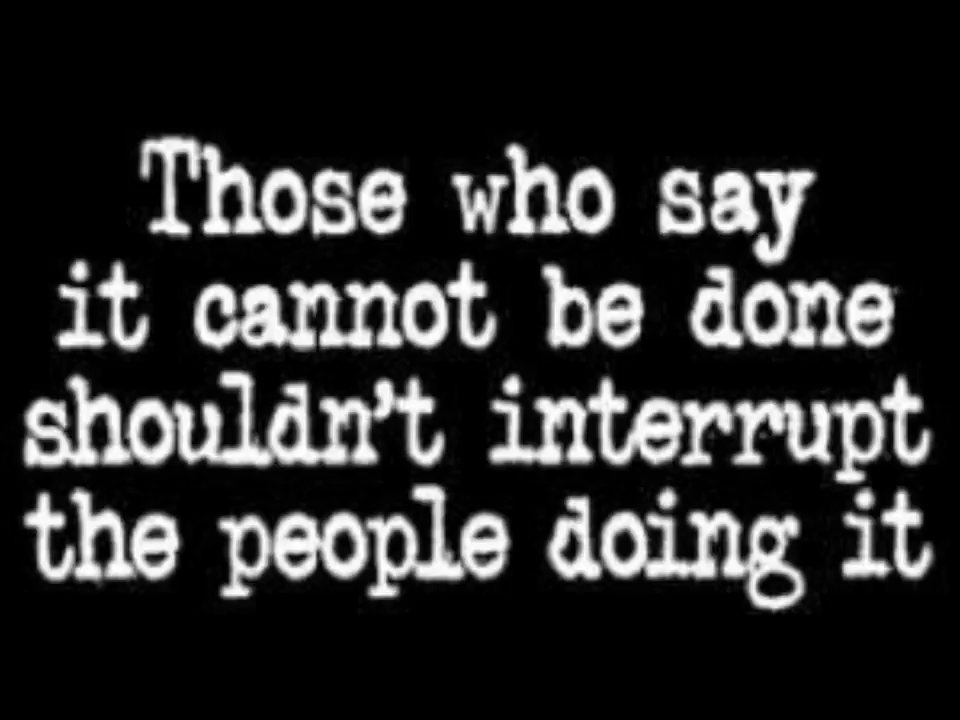 Those who say
it cannot be done
shouldn't interrupt
the people doing it